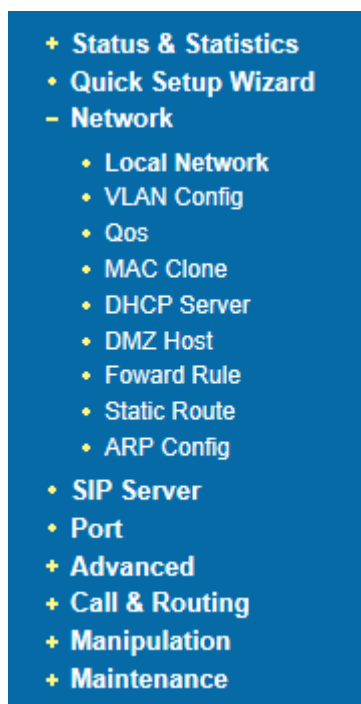 + Status & Statistics
• Quick Setup Wizard
– Network
• Local Network
• VLAN Config
• Qos
• MAC Clone
• DHCP Server
• DMZ Host
• Foward Rule
• Static Route
• ARP Config
• SIP Server
• Port
+ Advanced
+ Call & Routing
+ Manipulation
+ Maintenance